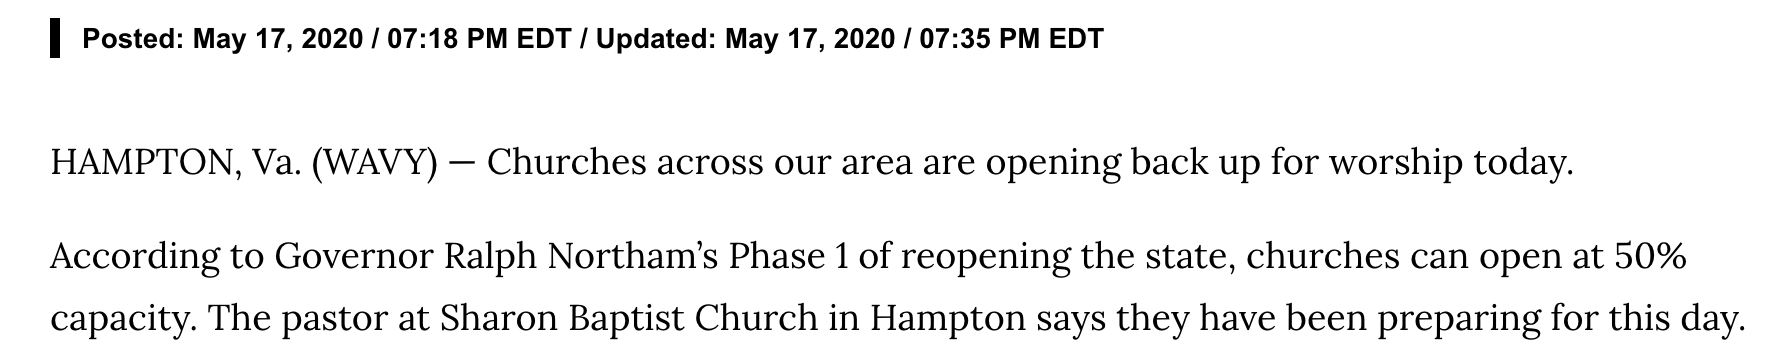 Posted: May 17, 2020 / 07:18 PM EDT / Updated: May 17, 2020 / 07:35 PM EDT
HAMPTON, Va. (WAVY) — Churches across our area are opening back up for worship today.
According to Governor Ralph Northam’s Phase 1 of reopening the state, churches can open at 50%
capacity. The pastor at Sharon Baptist Church in Hampton says they have been preparing for this day.